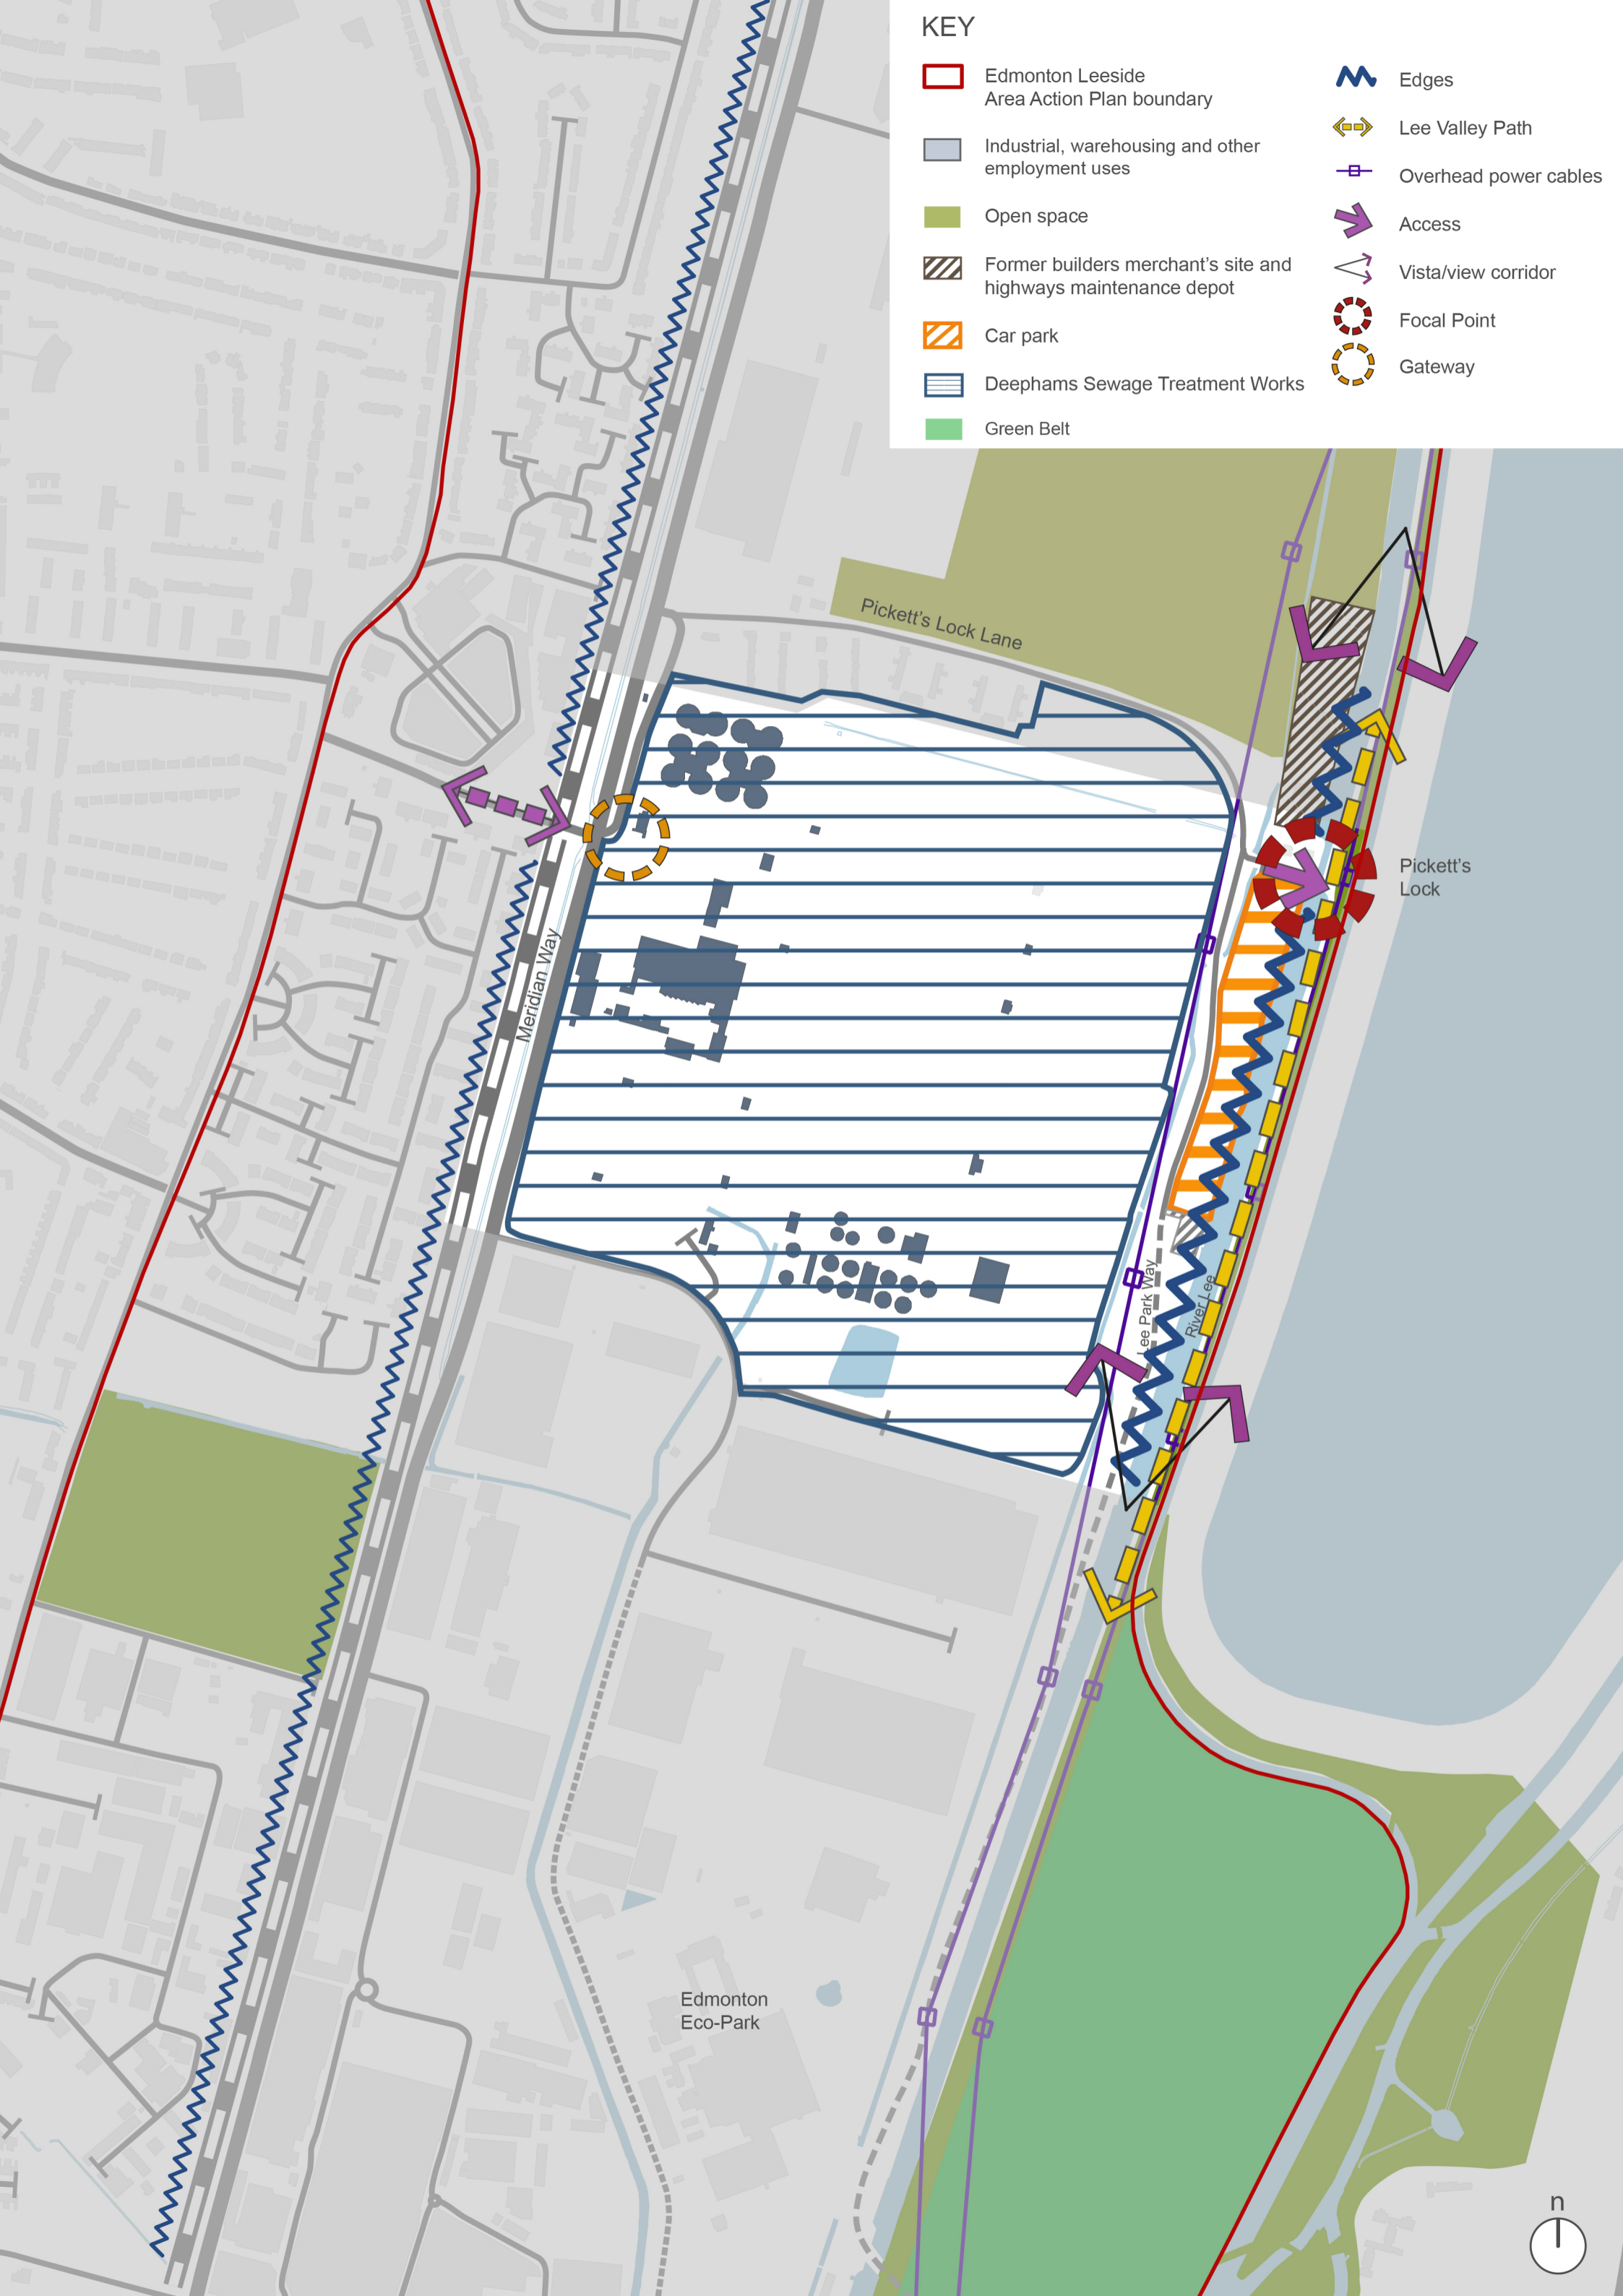 KEY
Edmonton Leeside
Area Action Plan boundary
Industrial, warehousing and other
employment uses
Open space
Former builders merchant's site and
highways maintenance depot
Car park
Deephams Sewage Treatment Works
Green Belt
Edges
Lee Valley Path
Overhead power cables
Access
Vista/view corridor
Focal Point
Gateway
Pickett's Lock Lane
Pickett's
Lock
Meridian Way
Lee Park Way
River Lee
Edmonton
Eco-Park
n